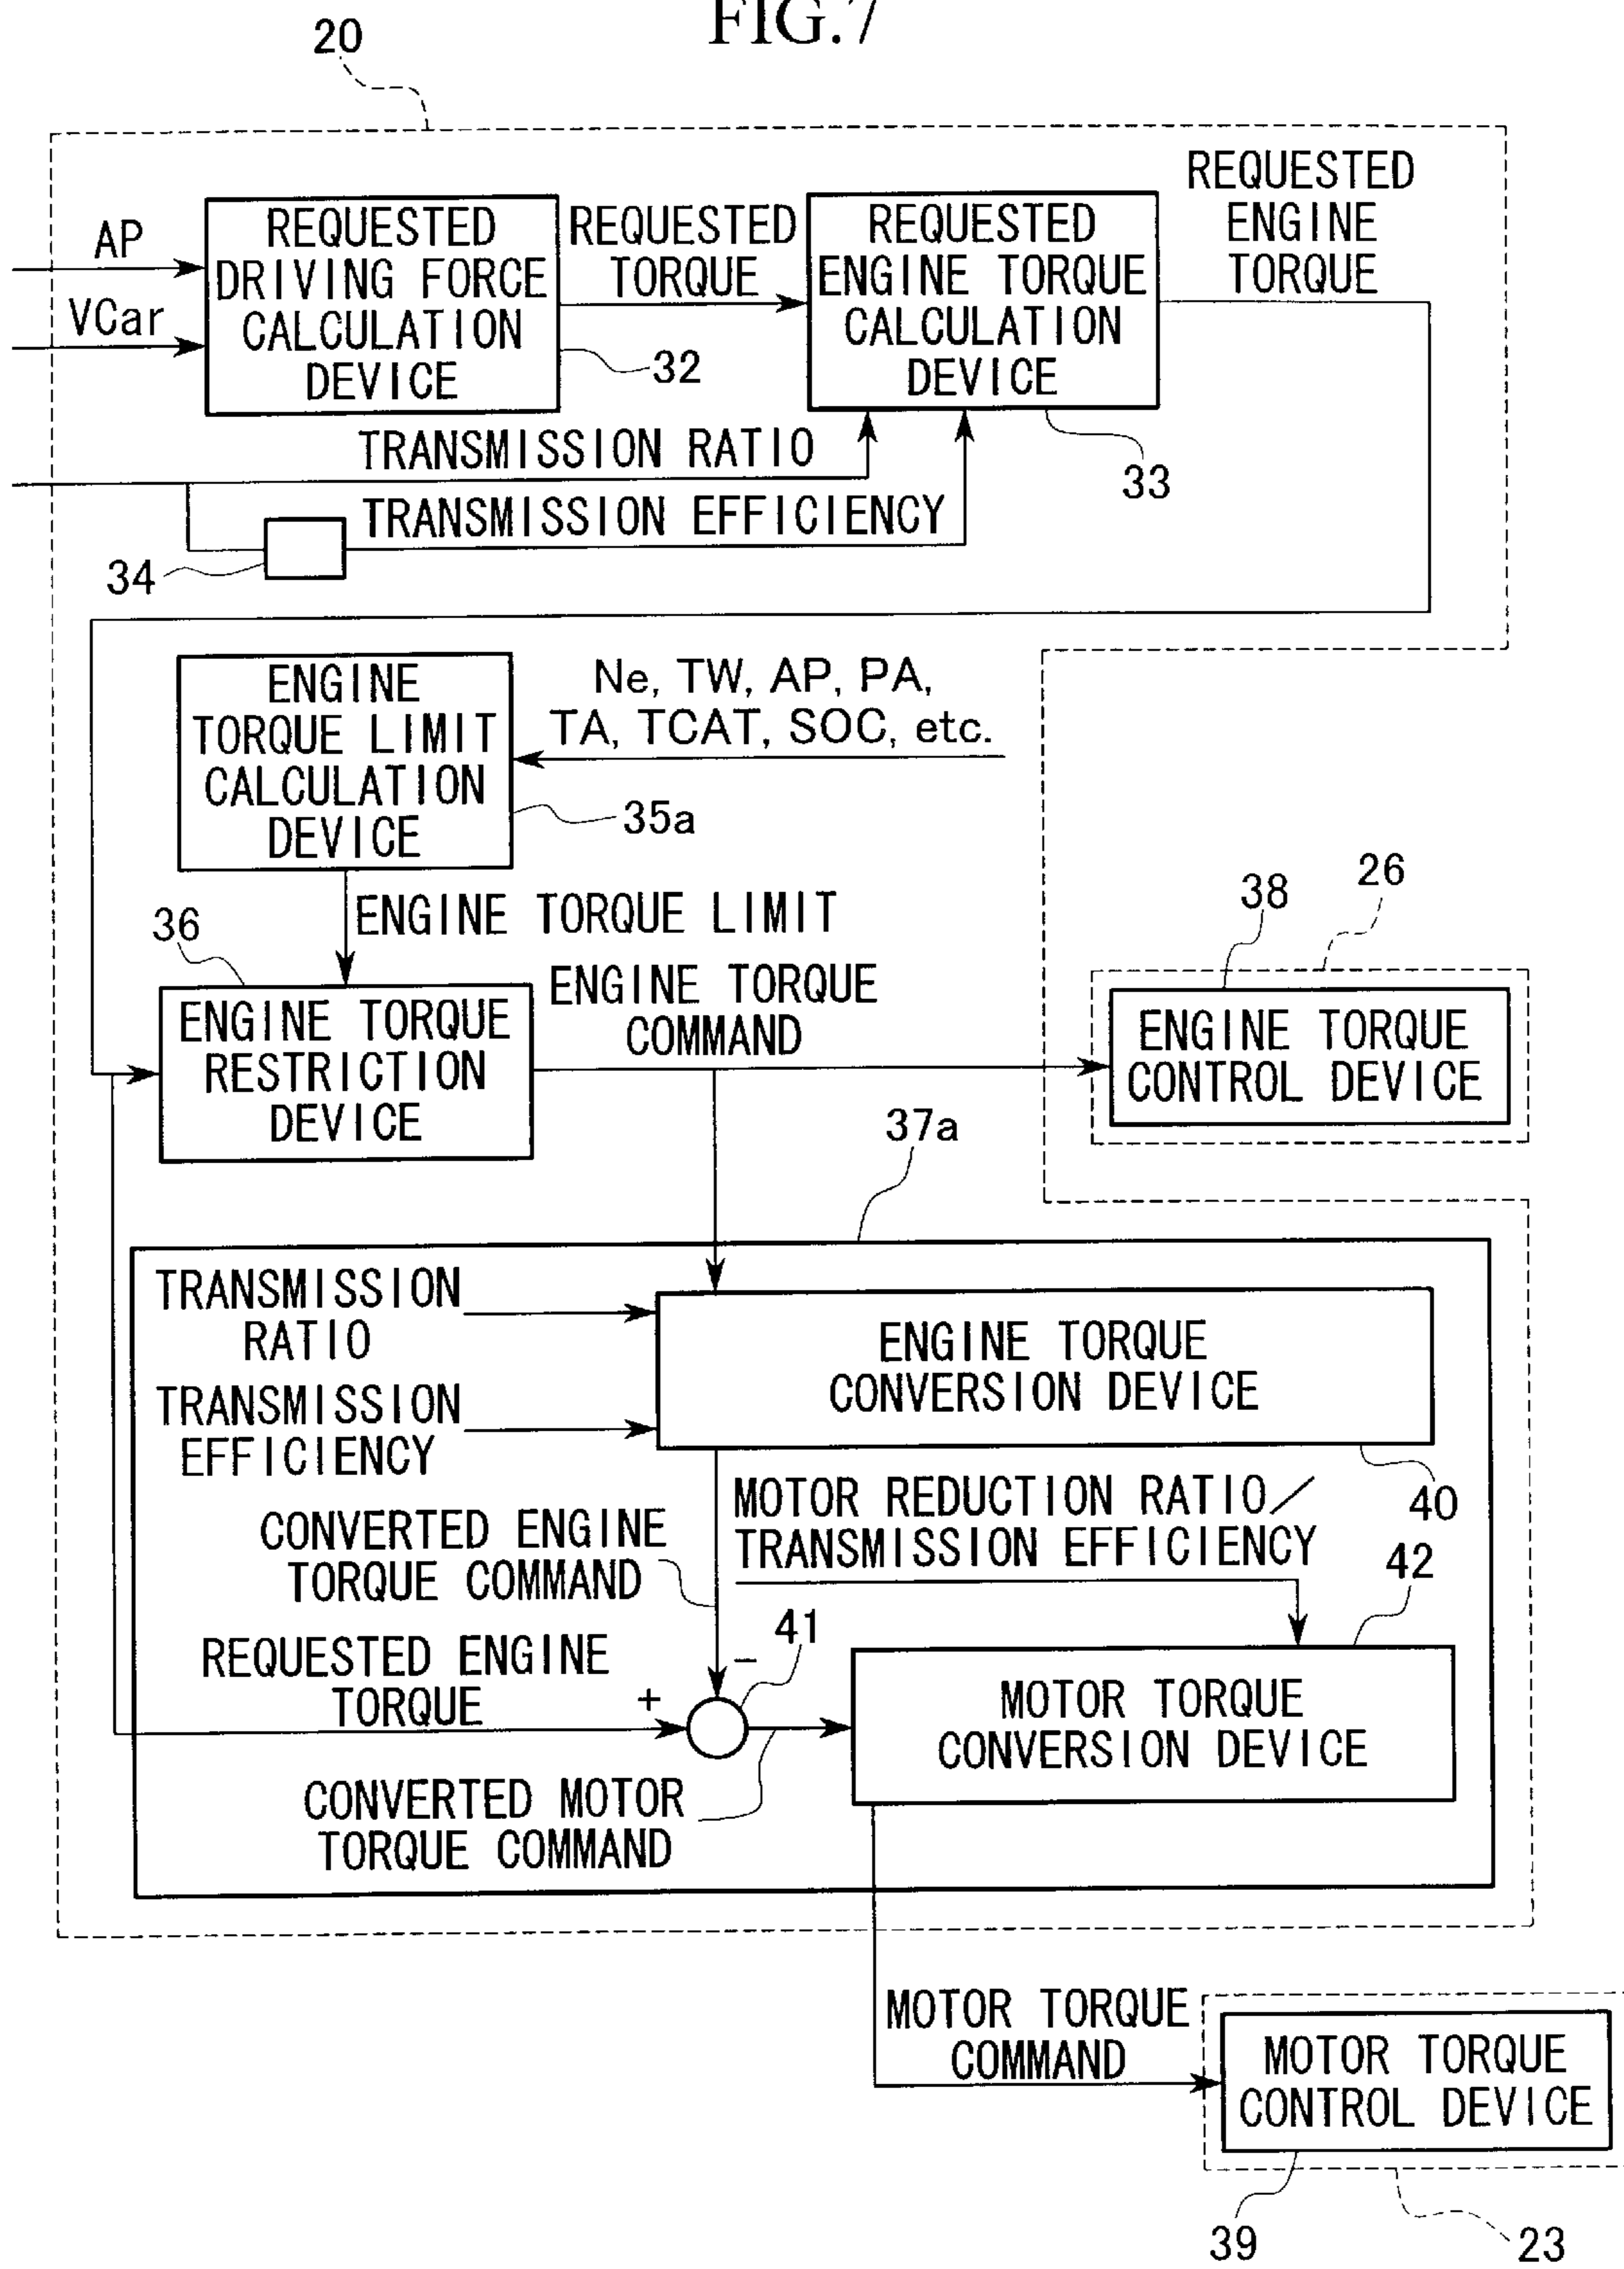 FIG.7
20
REQUESTED
ENGINE
TORQUE
AP
VCar
REQUESTED
DRIVING FORCE
CALCULATION
DEVICE
REQUESTED
TORQUE
32
REQUESTED
ENGINE TORQUE
CALCULATION
DEVICE
33
TRANSMISSION RATIO
TRANSMISSION EFFICIENCY
34
ENGINE
TORQUE LIMIT
CALCULATION
DEVICE
Ne, TW, AP, PA,
TA, TCAT, SOC, etc.
35a
ENGINE TORQUE LIMIT
36
ENGINE TORQUE
RESTRICTION
DEVICE
ENGINE TORQUE
COMMAND
38
26
ENGINE TORQUE
CONTROL DEVICE
37a
TRANSMISSION
RATIO
TRANSMISSION
EFFICIENCY
ENGINE TORQUE
CONVERSION DEVICE
40
MOTOR REDUCTION RATIO/
TRANSMISSION EFFICIENCY
CONVERTED ENGINE
TORQUE COMMAND
42
41
REQUESTED ENGINE
TORQUE
+
−
MOTOR TORQUE
CONVERSION DEVICE
CONVERTED MOTOR
TORQUE COMMAND
MOTOR TORQUE
COMMAND
MOTOR TORQUE
CONTROL DEVICE
39
23